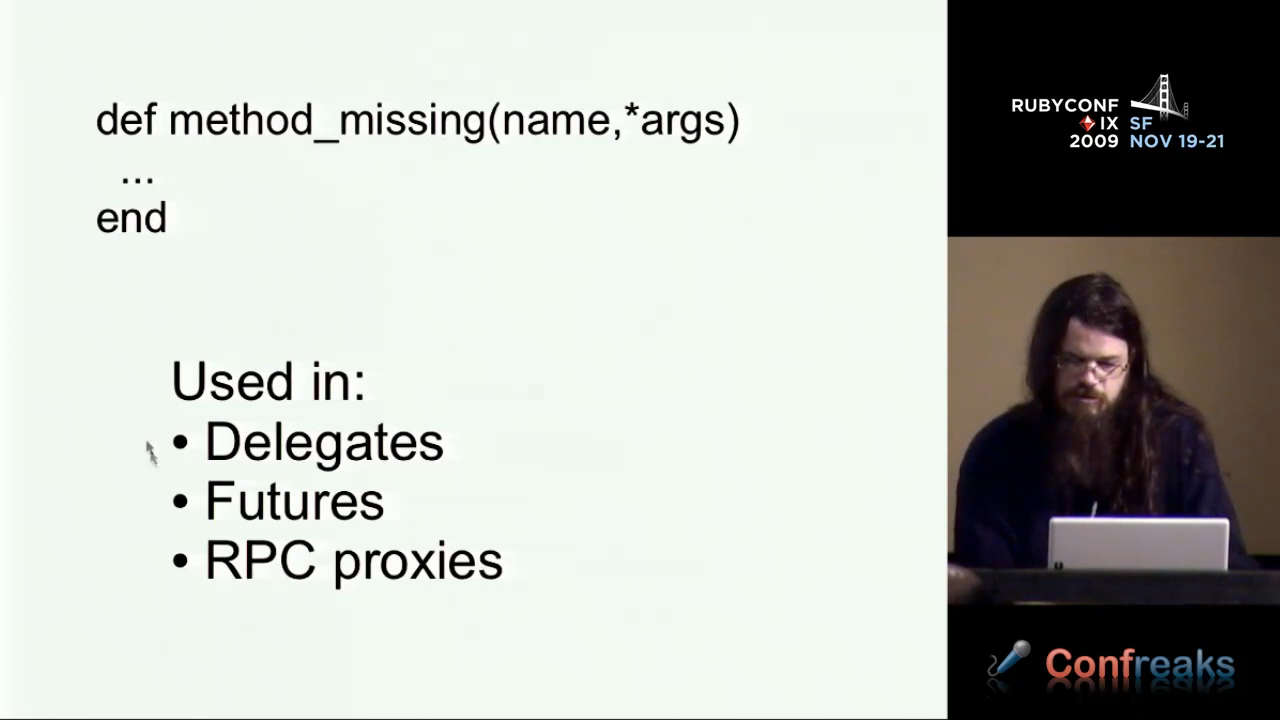 def method_missing(name,*args)
...
end
Used in:
• Delegates
• Futures
• RPC proxies
RUBYCONF
IX SF
2009 NOV 19-21
Confreaks